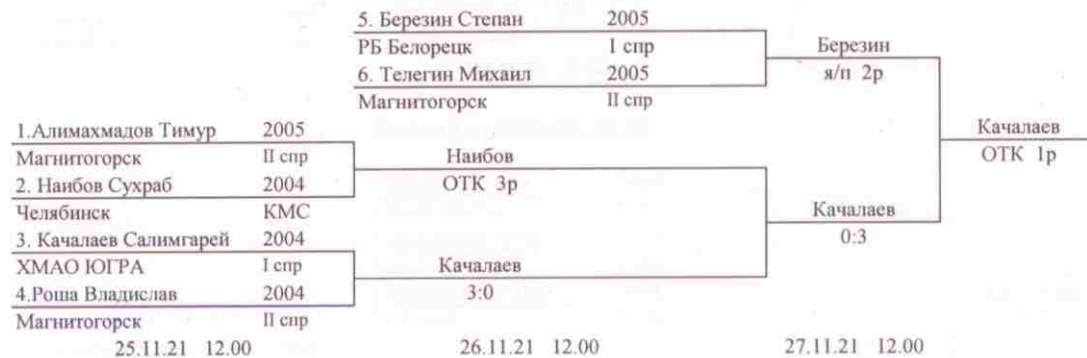 5. Березин Степан 2005
РБ Белорецк I спр
6. Телегин Михаил 2005
Магнитогорск II спр
Березин
я/п 2р
1.Алимахмадов Тимур 2005
Магнитогорск II спр
2. Наибов Сухраб 2004
Челябинск КМС
Наибов
ОТК 3р
3. Качалаев Салимгарей 2004
ХМАО ЮГРА I спр
4.Роша Владислав 2004
Магнитогорск II спр
Качалаев
3:0
Качалаев
0:3
Качалаев
ОТК 1р
25.11.21 12.00
26.11.21 12.00
27.11.21 12.00